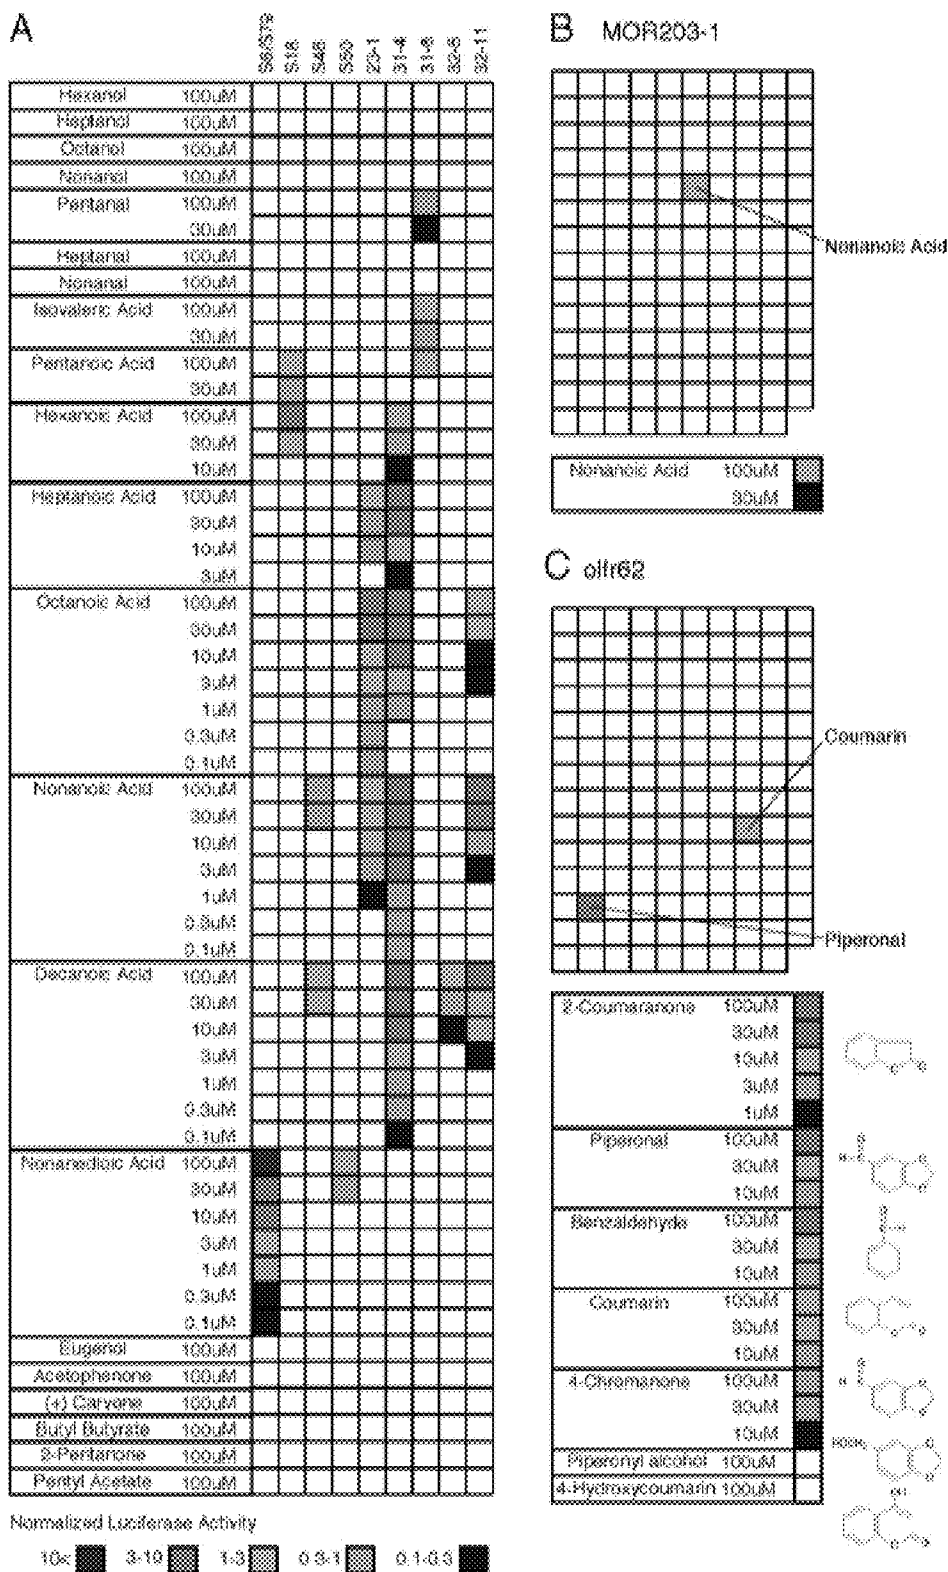 A
S6/S79 S18 S46 S50 23-1 31-4 31-6 32-6 32-11
Hexanol 100uM
Heptanol 100uM
Octanol 100uM
Nonanol 100uM
Pentanal 100uM
30uM
Heptanal 100uM
Nonanal 100uM
Isovaleric Acid 100uM
30uM
Pentanoic Acid 100uM
30uM
Hexanoic Acid 100uM
30uM
10uM
Heptanoic Acid 100uM
30uM
10uM
3uM
Octanoic Acid 100uM
30uM
10uM
3uM
1uM
0.3uM
0.1uM
Nonanoic Acid 100uM
30uM
10uM
3uM
1uM
0.3uM
0.1uM
Decanoic Acid 100uM
30uM
10uM
3uM
1uM
0.3uM
0.1uM
Nonanedioic Acid 100uM
30uM
10uM
3uM
1uM
0.3uM
0.1uM
Eugenol 100uM
Acetophenone 100uM
(+) Carvone 100uM
Butyl Butyrate 100uM
2-Pentanone 100uM
Pentyl Acetate 100uM
Normalized Luciferase Activity
10< 3-10 1-3 0.3-1 0.1-0.3
B MOR203-1
Nonanoic Acid
Nonanoic Acid 100uM
30uM
C olfr62
Coumarin
Piperonal
2-Coumaranone 100uM
30uM
10uM
3uM
1uM
Piperonal 100uM
30uM
10uM
Benzaldehyde 100uM
30uM
10uM
Coumarin 100uM
30uM
10uM
4-Chromanone 100uM
30uM
10uM
Piperonyl alcohol 100uM
4-Hydroxycoumarin 100uM